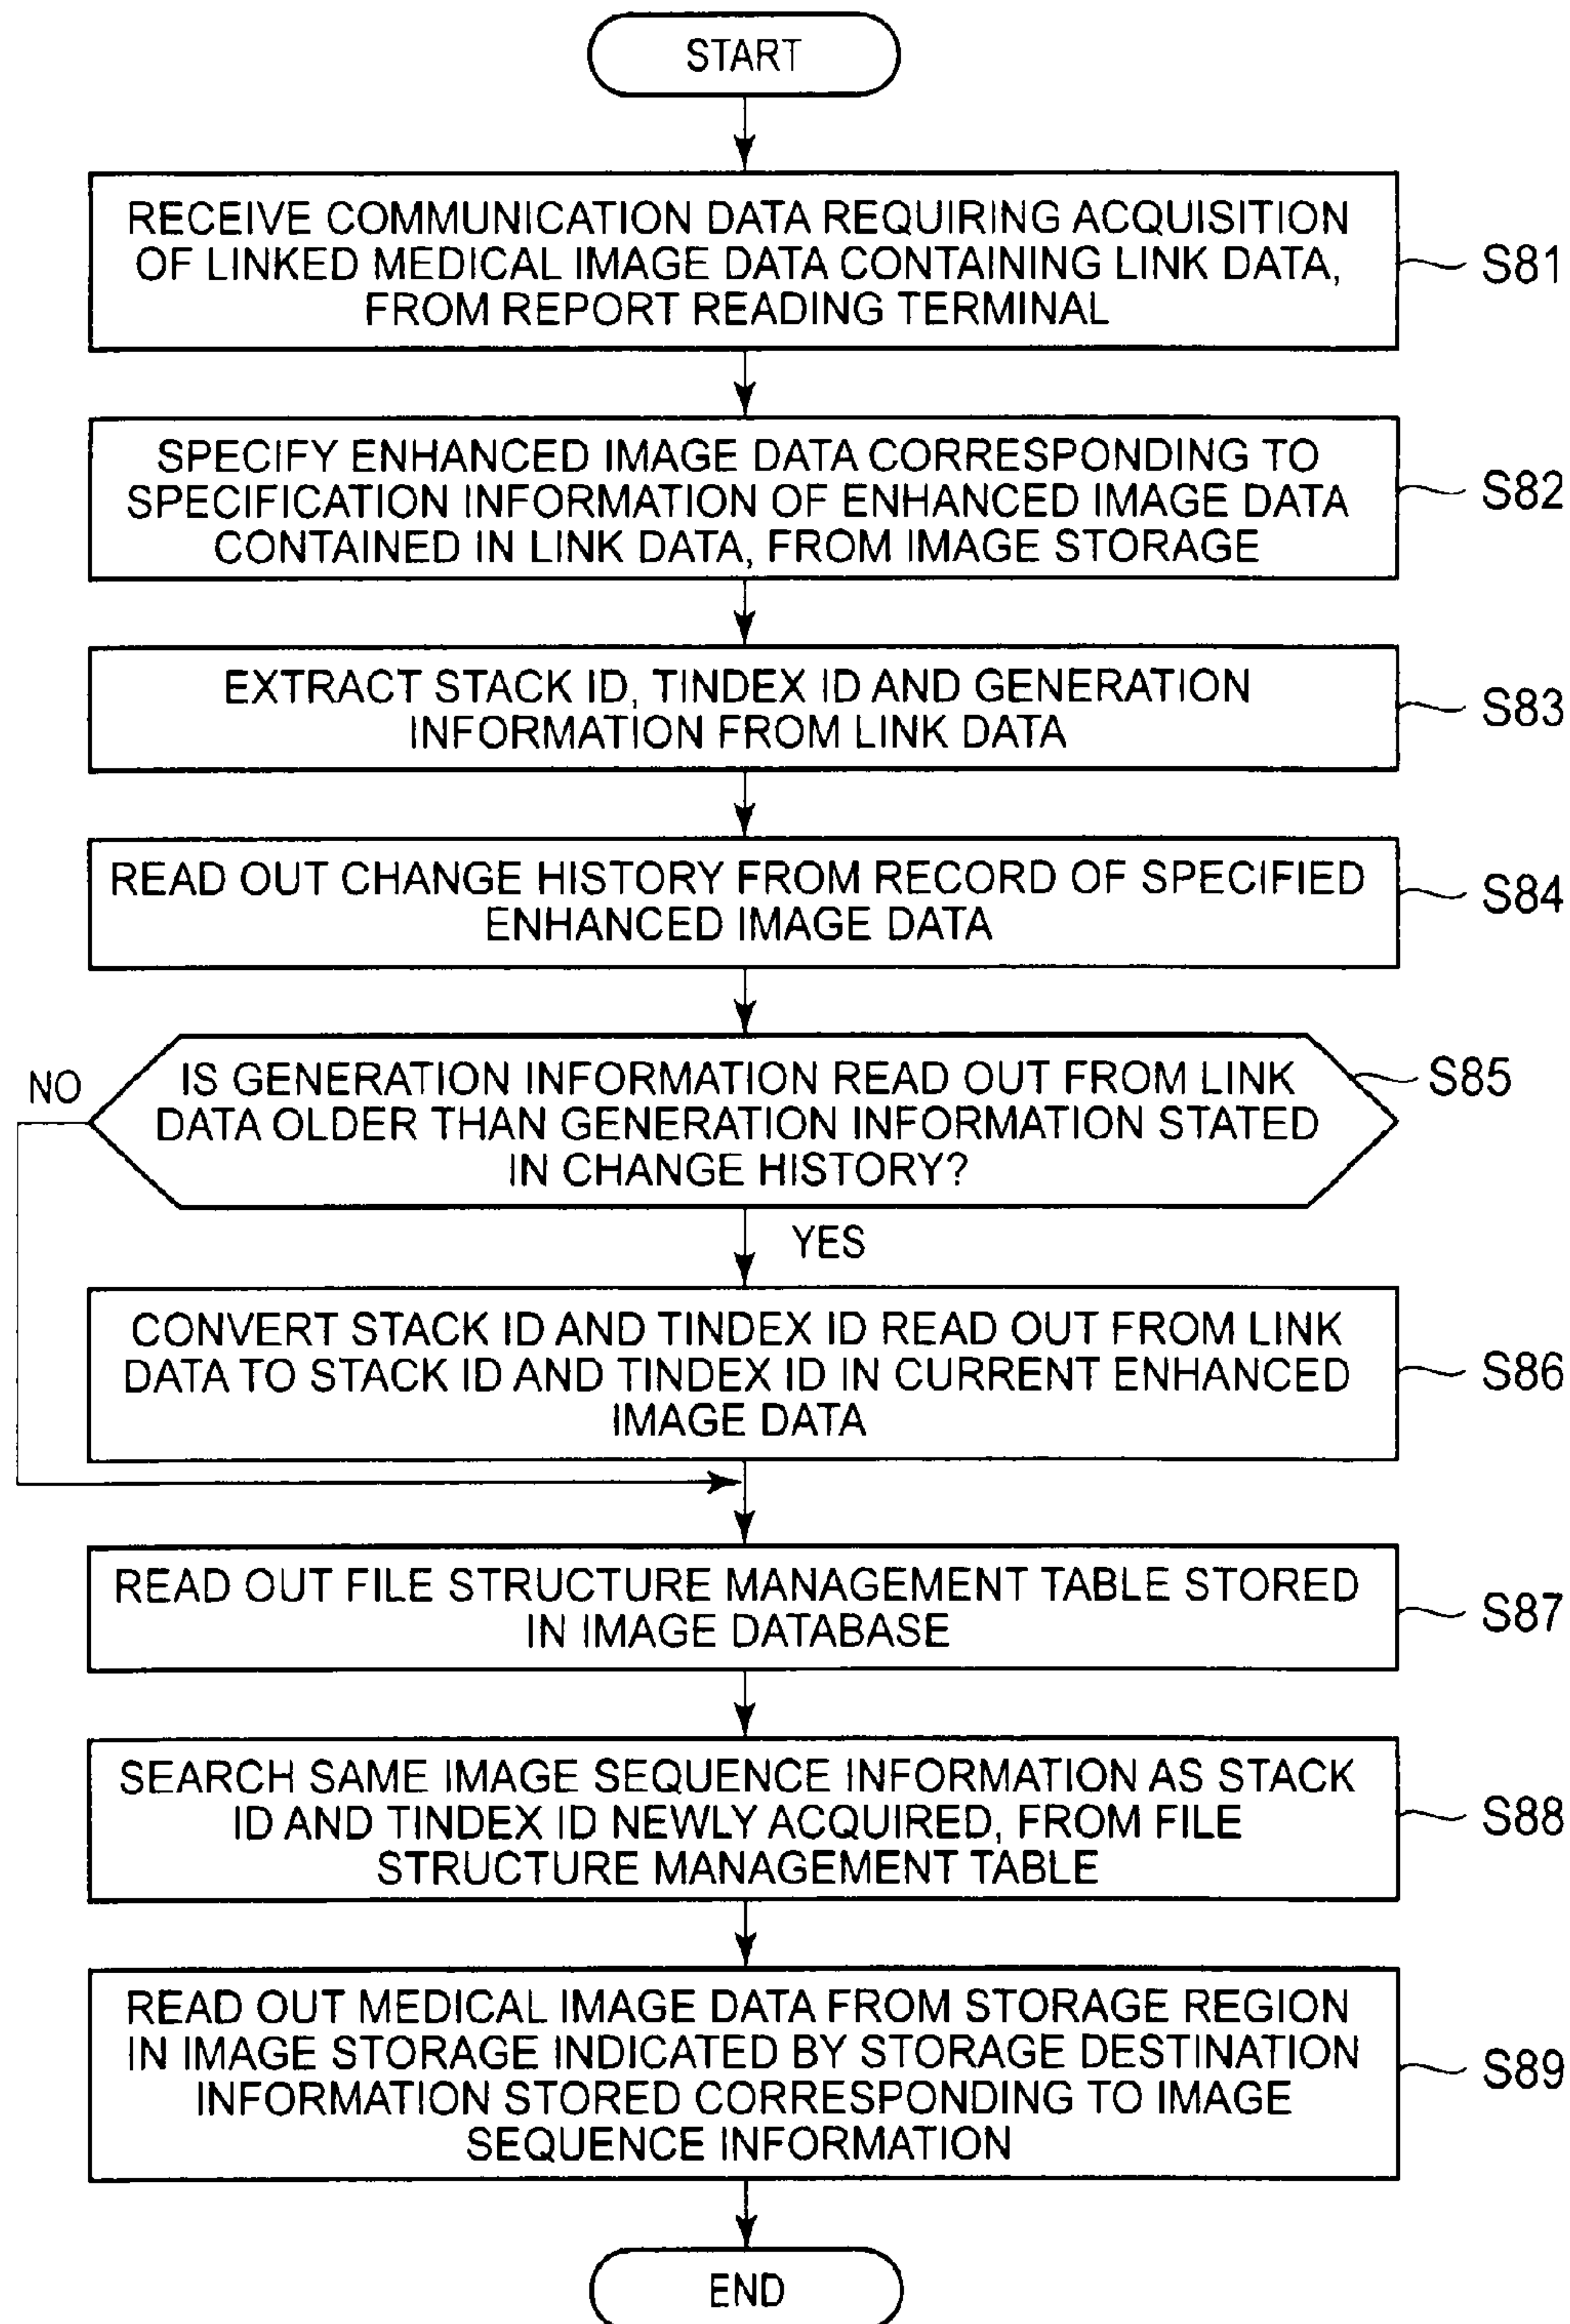 START
RECEIVE COMMUNICATION DATA REQUIRING ACQUISITION
OF LINKED MEDICAL IMAGE DATA CONTAINING LINK DATA,
FROM REPORT READING TERMINAL
S81
SPECIFY ENHANCED IMAGE DATA CORRESPONDING TO
SPECIFICATION INFORMATION OF ENHANCED IMAGE DATA
CONTAINED IN LINK DATA, FROM IMAGE STORAGE
S82
EXTRACT STACK ID, TINDEX ID AND GENERATION
INFORMATION FROM LINK DATA
S83
READ OUT CHANGE HISTORY FROM RECORD OF SPECIFIED
ENHANCED IMAGE DATA
S84
NO
IS GENERATION INFORMATION READ OUT FROM LINK
DATA OLDER THAN GENERATION INFORMATION STATED
IN CHANGE HISTORY?
S85
YES
CONVERT STACK ID AND TINDEX ID READ OUT FROM LINK
DATA TO STACK ID AND TINDEX ID IN CURRENT ENHANCED
IMAGE DATA
S86
READ OUT FILE STRUCTURE MANAGEMENT TABLE STORED
IN IMAGE DATABASE
S87
SEARCH SAME IMAGE SEQUENCE INFORMATION AS STACK
ID AND TINDEX ID NEWLY ACQUIRED, FROM FILE
STRUCTURE MANAGEMENT TABLE
S88
READ OUT MEDICAL IMAGE DATA FROM STORAGE REGION
IN IMAGE STORAGE INDICATED BY STORAGE DESTINATION
INFORMATION STORED CORRESPONDING TO IMAGE
SEQUENCE INFORMATION
S89
END